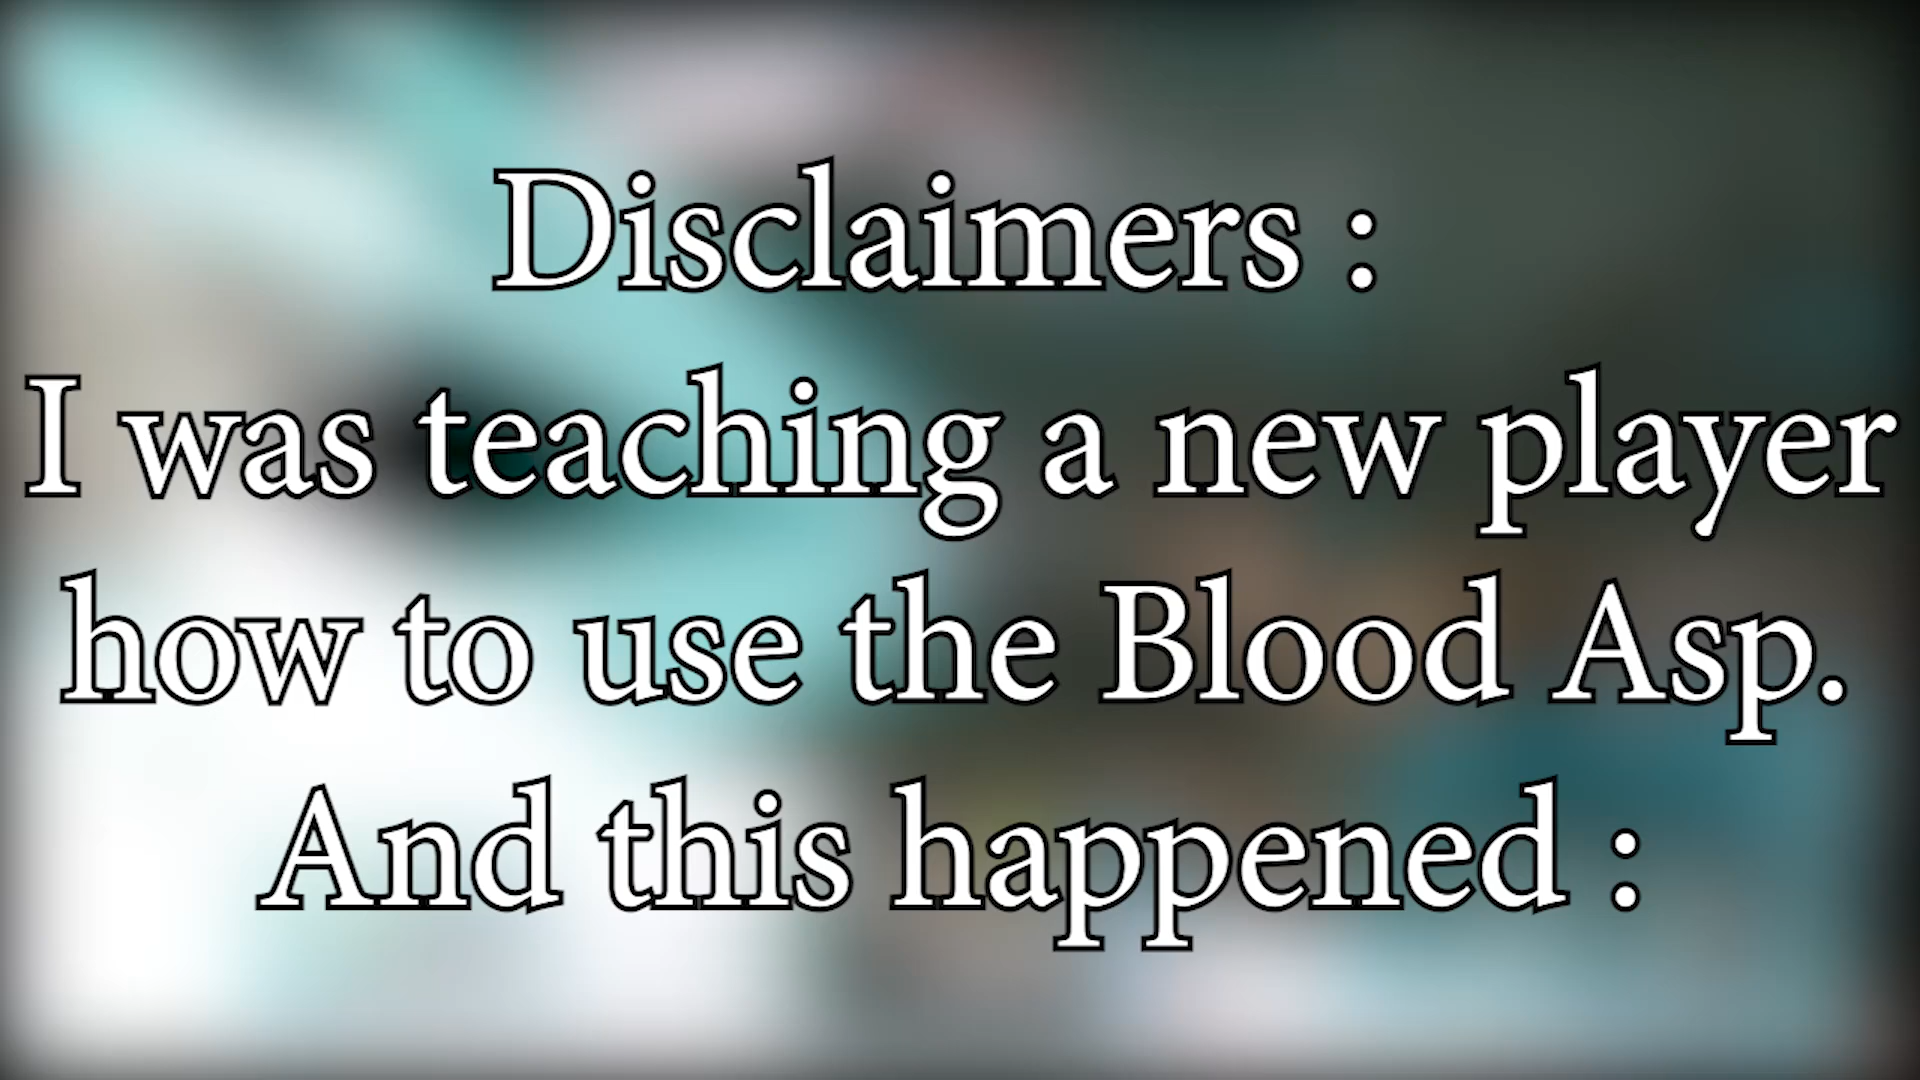 Disclaimers :
I was teaching a new player
how to use the Blood Asp.
And this happened :